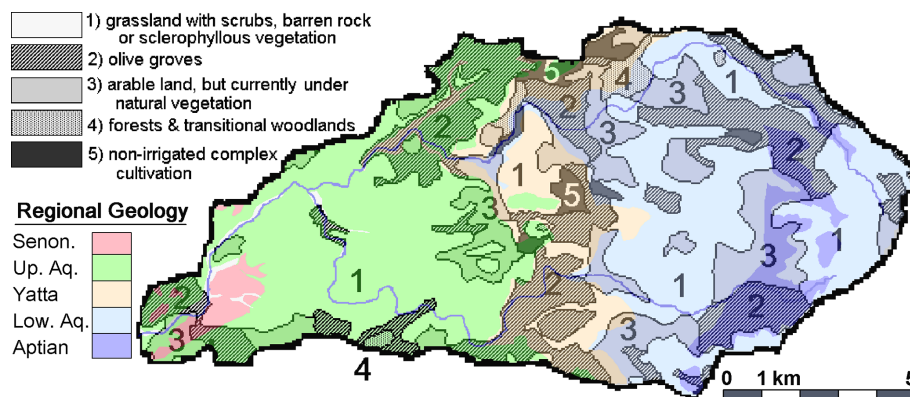 1) grassland with scrubs, barren rock
or sclerophyllous vegetation
2) olive groves
3) arable land, but currently under
natural vegetation
4) forests & transitional woodlands
5) non-irrigated complex
cultivation
Regional Geology
Senon.
Up. Aq.
Yatta
Low. Aq.
Aptian
5
4
1
2
2
3
3
2
1
5
3
1
3
1
2
1
2
2
3
3
4
0 1 km 5